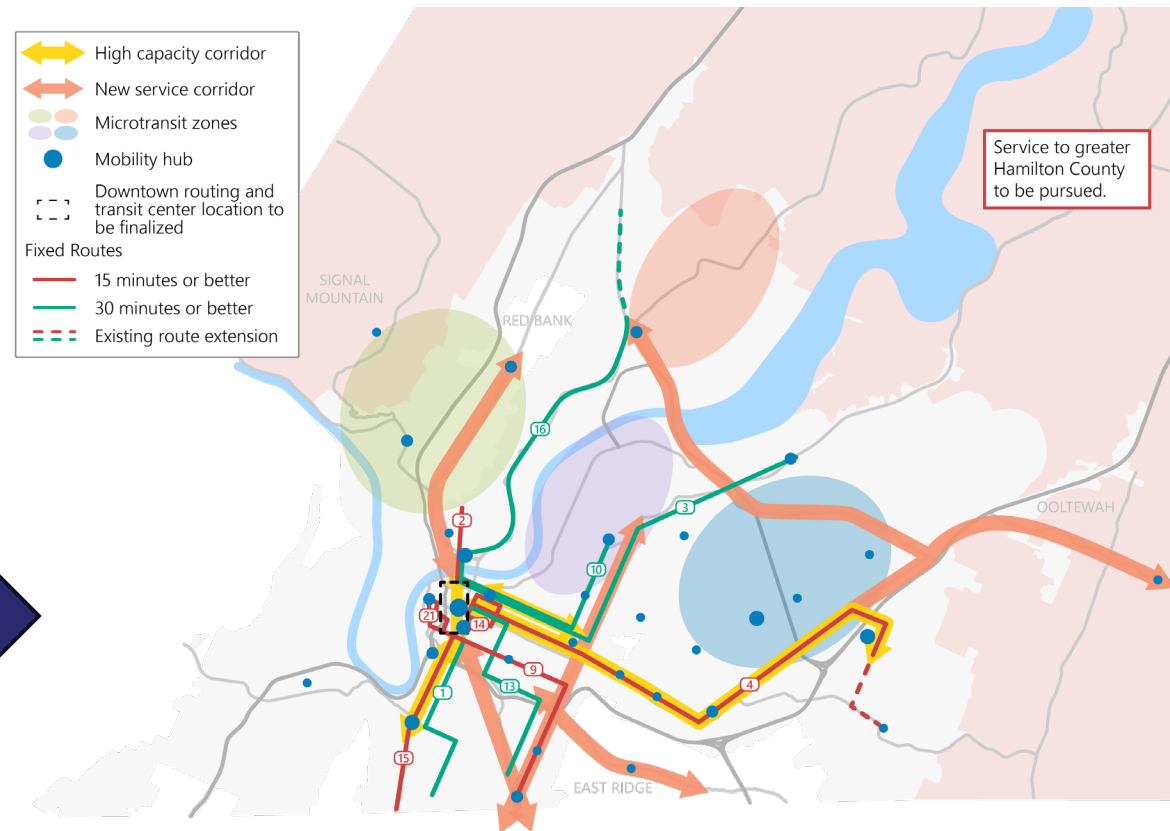 High capacity corridor
New service corridor
Microtransit zones
Mobility hub
Downtown routing and
transit center location to
be finalized
Fixed Routes
15 minutes or better
30 minutes or better
Existing route extension
Service to greater
Hamilton County
to be pursued.
SIGNAL
MOUNTAIN
RED BANK
16
OOLTEWAH
3
2
10
21
14
9
13
1
4
15
EAST RIDGE